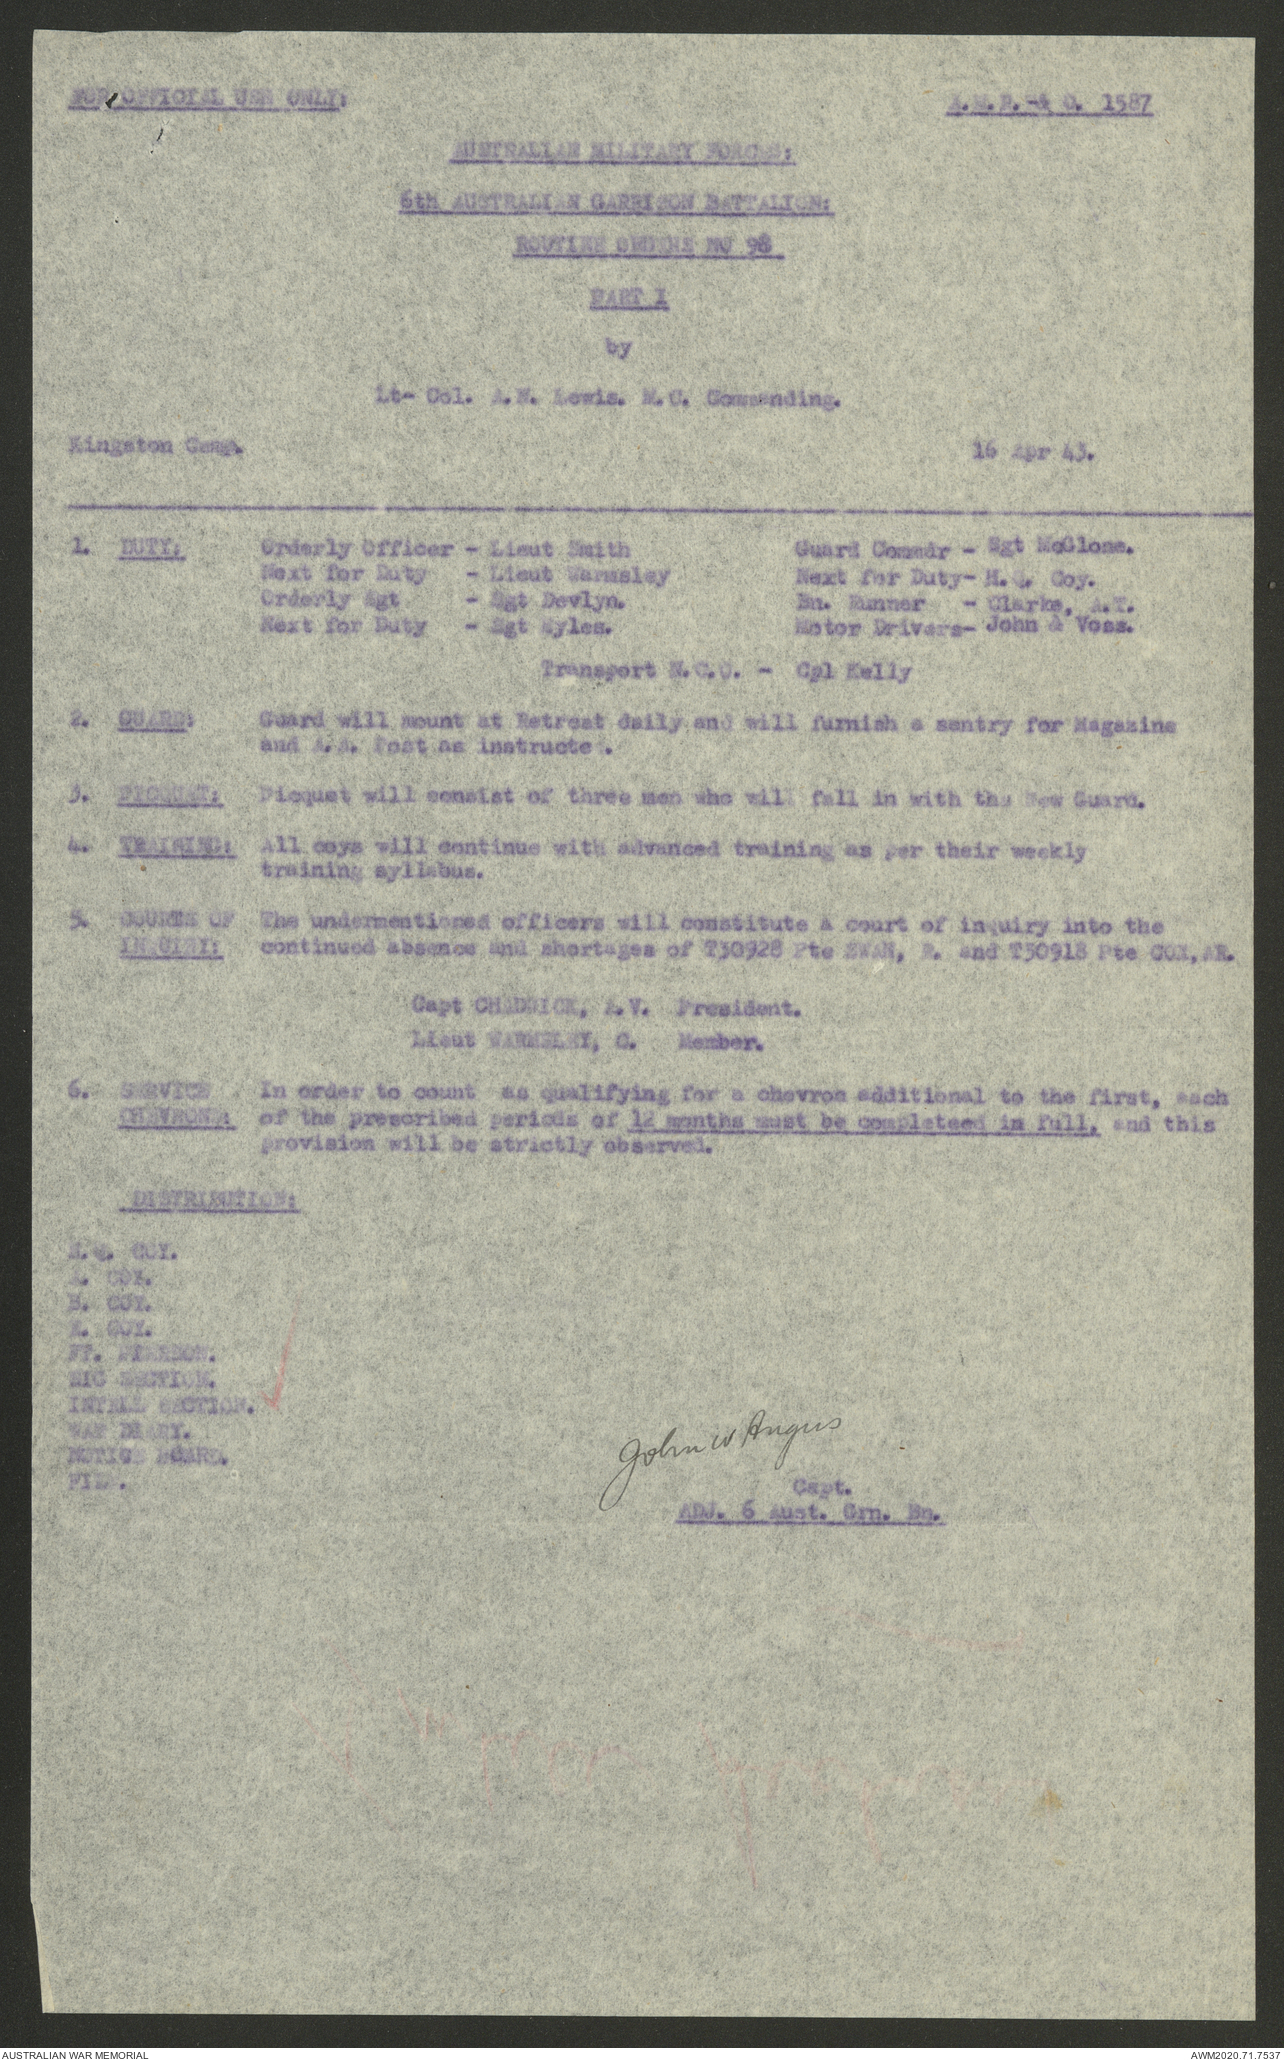 FOR OFFICIAL USE ONLY:
A.M.R. & O. 1587
AUSTRALIAN MILITARY FORCES:
6th AUSTRALIAN GARRISON BATTALION:
ROUTINE ORDERS NO 98
PART I
by
Lt- Col. A.N. Lewis. M.C. Commanding.
Kingston Camp.
16 Apr 43.
1. DUTY: Orderly Officer - Lieut Smith Guard Commdr - Sgt McGlone.
Next for Duty - Lieut Warmsley Next for Duty- H.Q. Coy.
Orderly Sgt - Sgt Devlyn. Bn. Runner - Clarke, A.T.
Next for Duty - Sgt Wyles. Motor Drivers- John & Voss.
Transport N.C.O. - Cpl Kelly
2. GUARD: Guard will mount at Retreat daily and will furnish a sentry for Magazine
and A.A. Post as instructe .
3. PICQUET: Picquet will consist of three men who will fall in with the New Guard.
4. TRAINING: All coys will continue with advanced training as per their weekly
training syllabus.
5. COURTS OF The undermentioned officers will constitute a court of inquiry into the
INQUIRY: continued absence and shortages of T30928 Pte SWAN, R. and T50918 Pte COX, AR.
Capt CHADDICK, A.V. President.
Lieut WARMSLEY, C. Member.
6. SERVICE In order to count as qualifying for a chevron additional to the first, each
CHEVRONS: of the prescribed periods of 12 months must be completeed in full, and this
provision will be strictly observed.
DISTRIBUTION:
H.Q. COY.
A. COY.
B. COY.
E. COY.
FT. DIRECTION.
SIG SECTION.
INTELL SECTION.
WAR DIARY.
NOTICE BOARD.
FILE.
John W Angus
Capt.
ADJ. 6 Aust. Grn. Bn.
AUSTRALIAN WAR MEMORIAL
AWM2020.71.7537